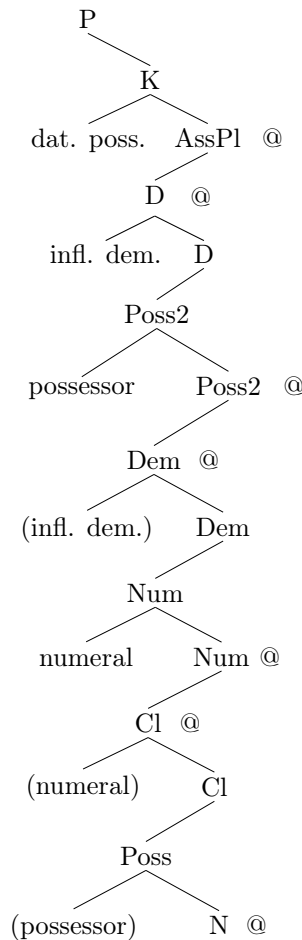 P
K
dat. poss. AssPl @
D @
infl. dem. D
Poss2
possessor Poss2 @
Dem @
(infl. dem.) Dem
Num
numeral Num @
Cl @
(numeral) Cl
Poss
(possessor) N @